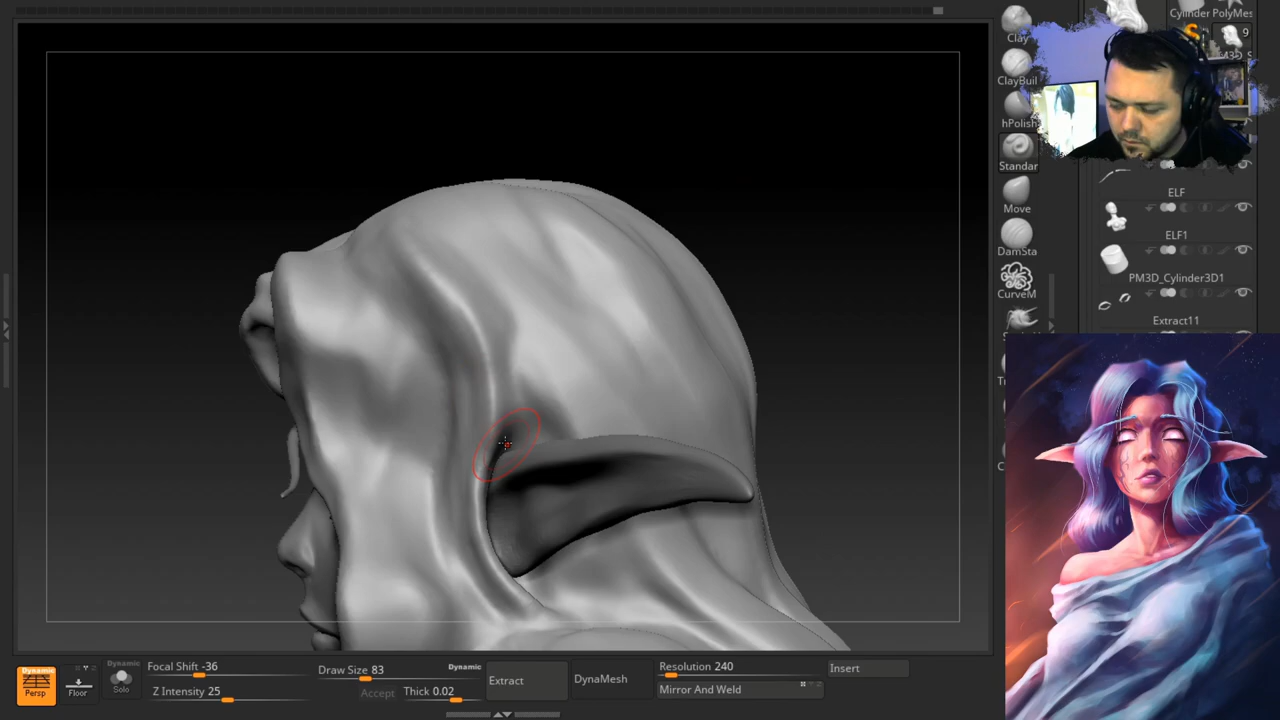 Cylinder PolyMes
Clay
9
ClayBuil
hPolish
Standar
ELF
Move
ELF1
DamSta
PM3D_Cylinder3D1
CurveM
Extract11
Dynamic
Persp
Floor
Dynamic
Solo
Focal Shift -36
Z Intensity 25
Draw Size 83
Dynamic
Accept
Thick 0.02
Extract
DynaMesh
Resolution 240
Mirror And Weld
Insert